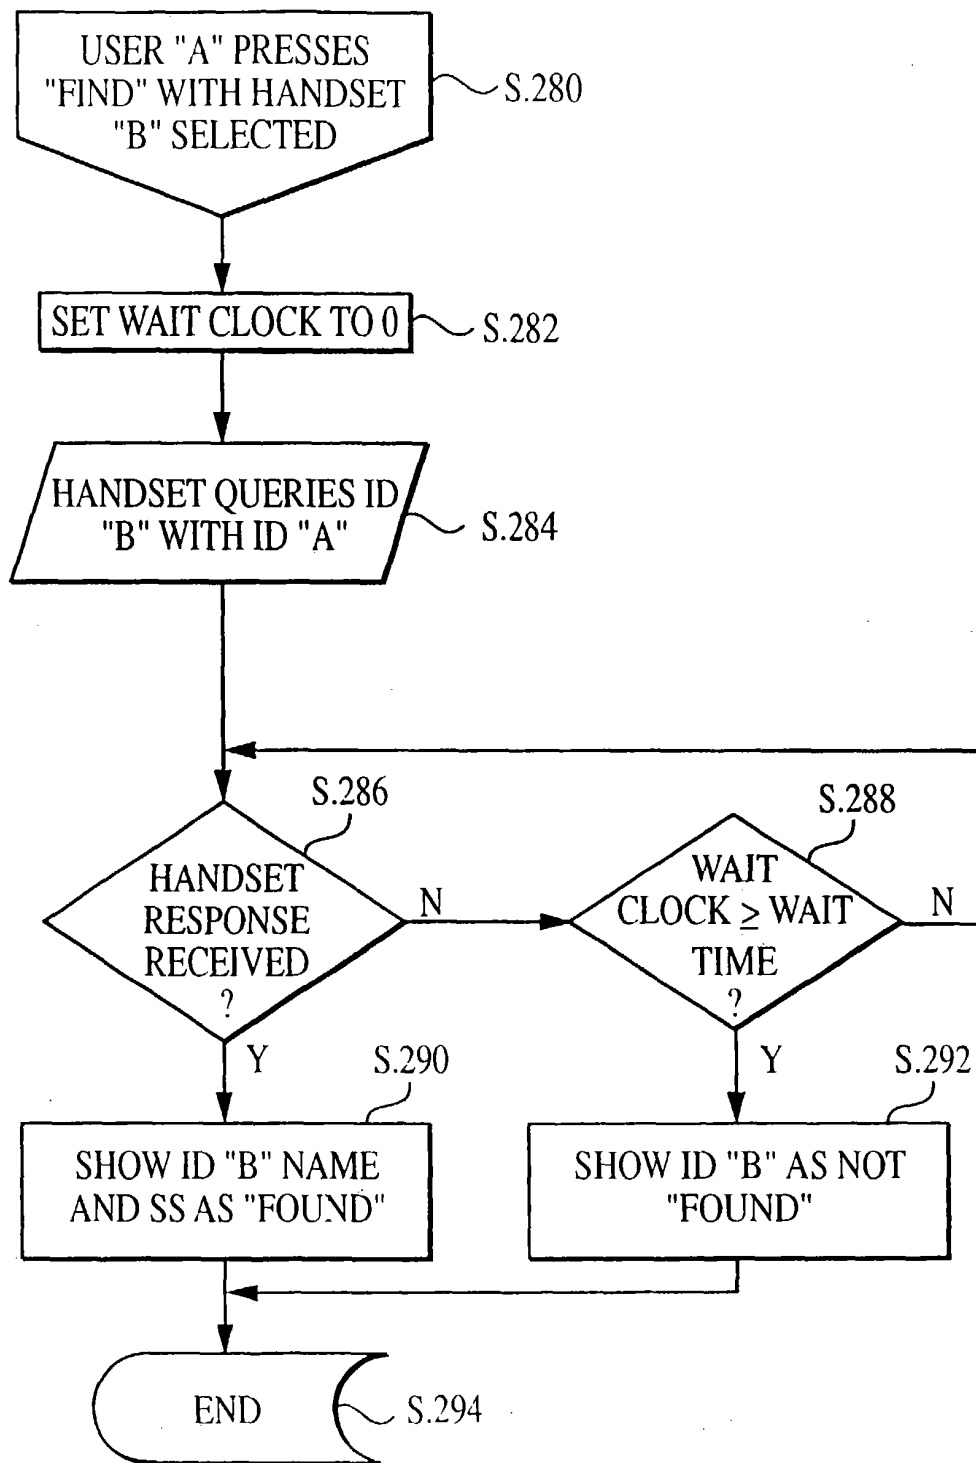 USER "A" PRESSES
"FIND" WITH HANDSET
"B" SELECTED
S.280
SET WAIT CLOCK TO 0
S.282
HANDSET QUERIES ID
"B" WITH ID "A"
S.284
S.286
HANDSET
RESPONSE
RECEIVED
?
N
Y
S.288
WAIT
CLOCK ≥ WAIT
TIME
?
N
Y
S.290
SHOW ID "B" NAME
AND SS AS "FOUND"
S.292
SHOW ID "B" AS NOT
"FOUND"
END
S.294